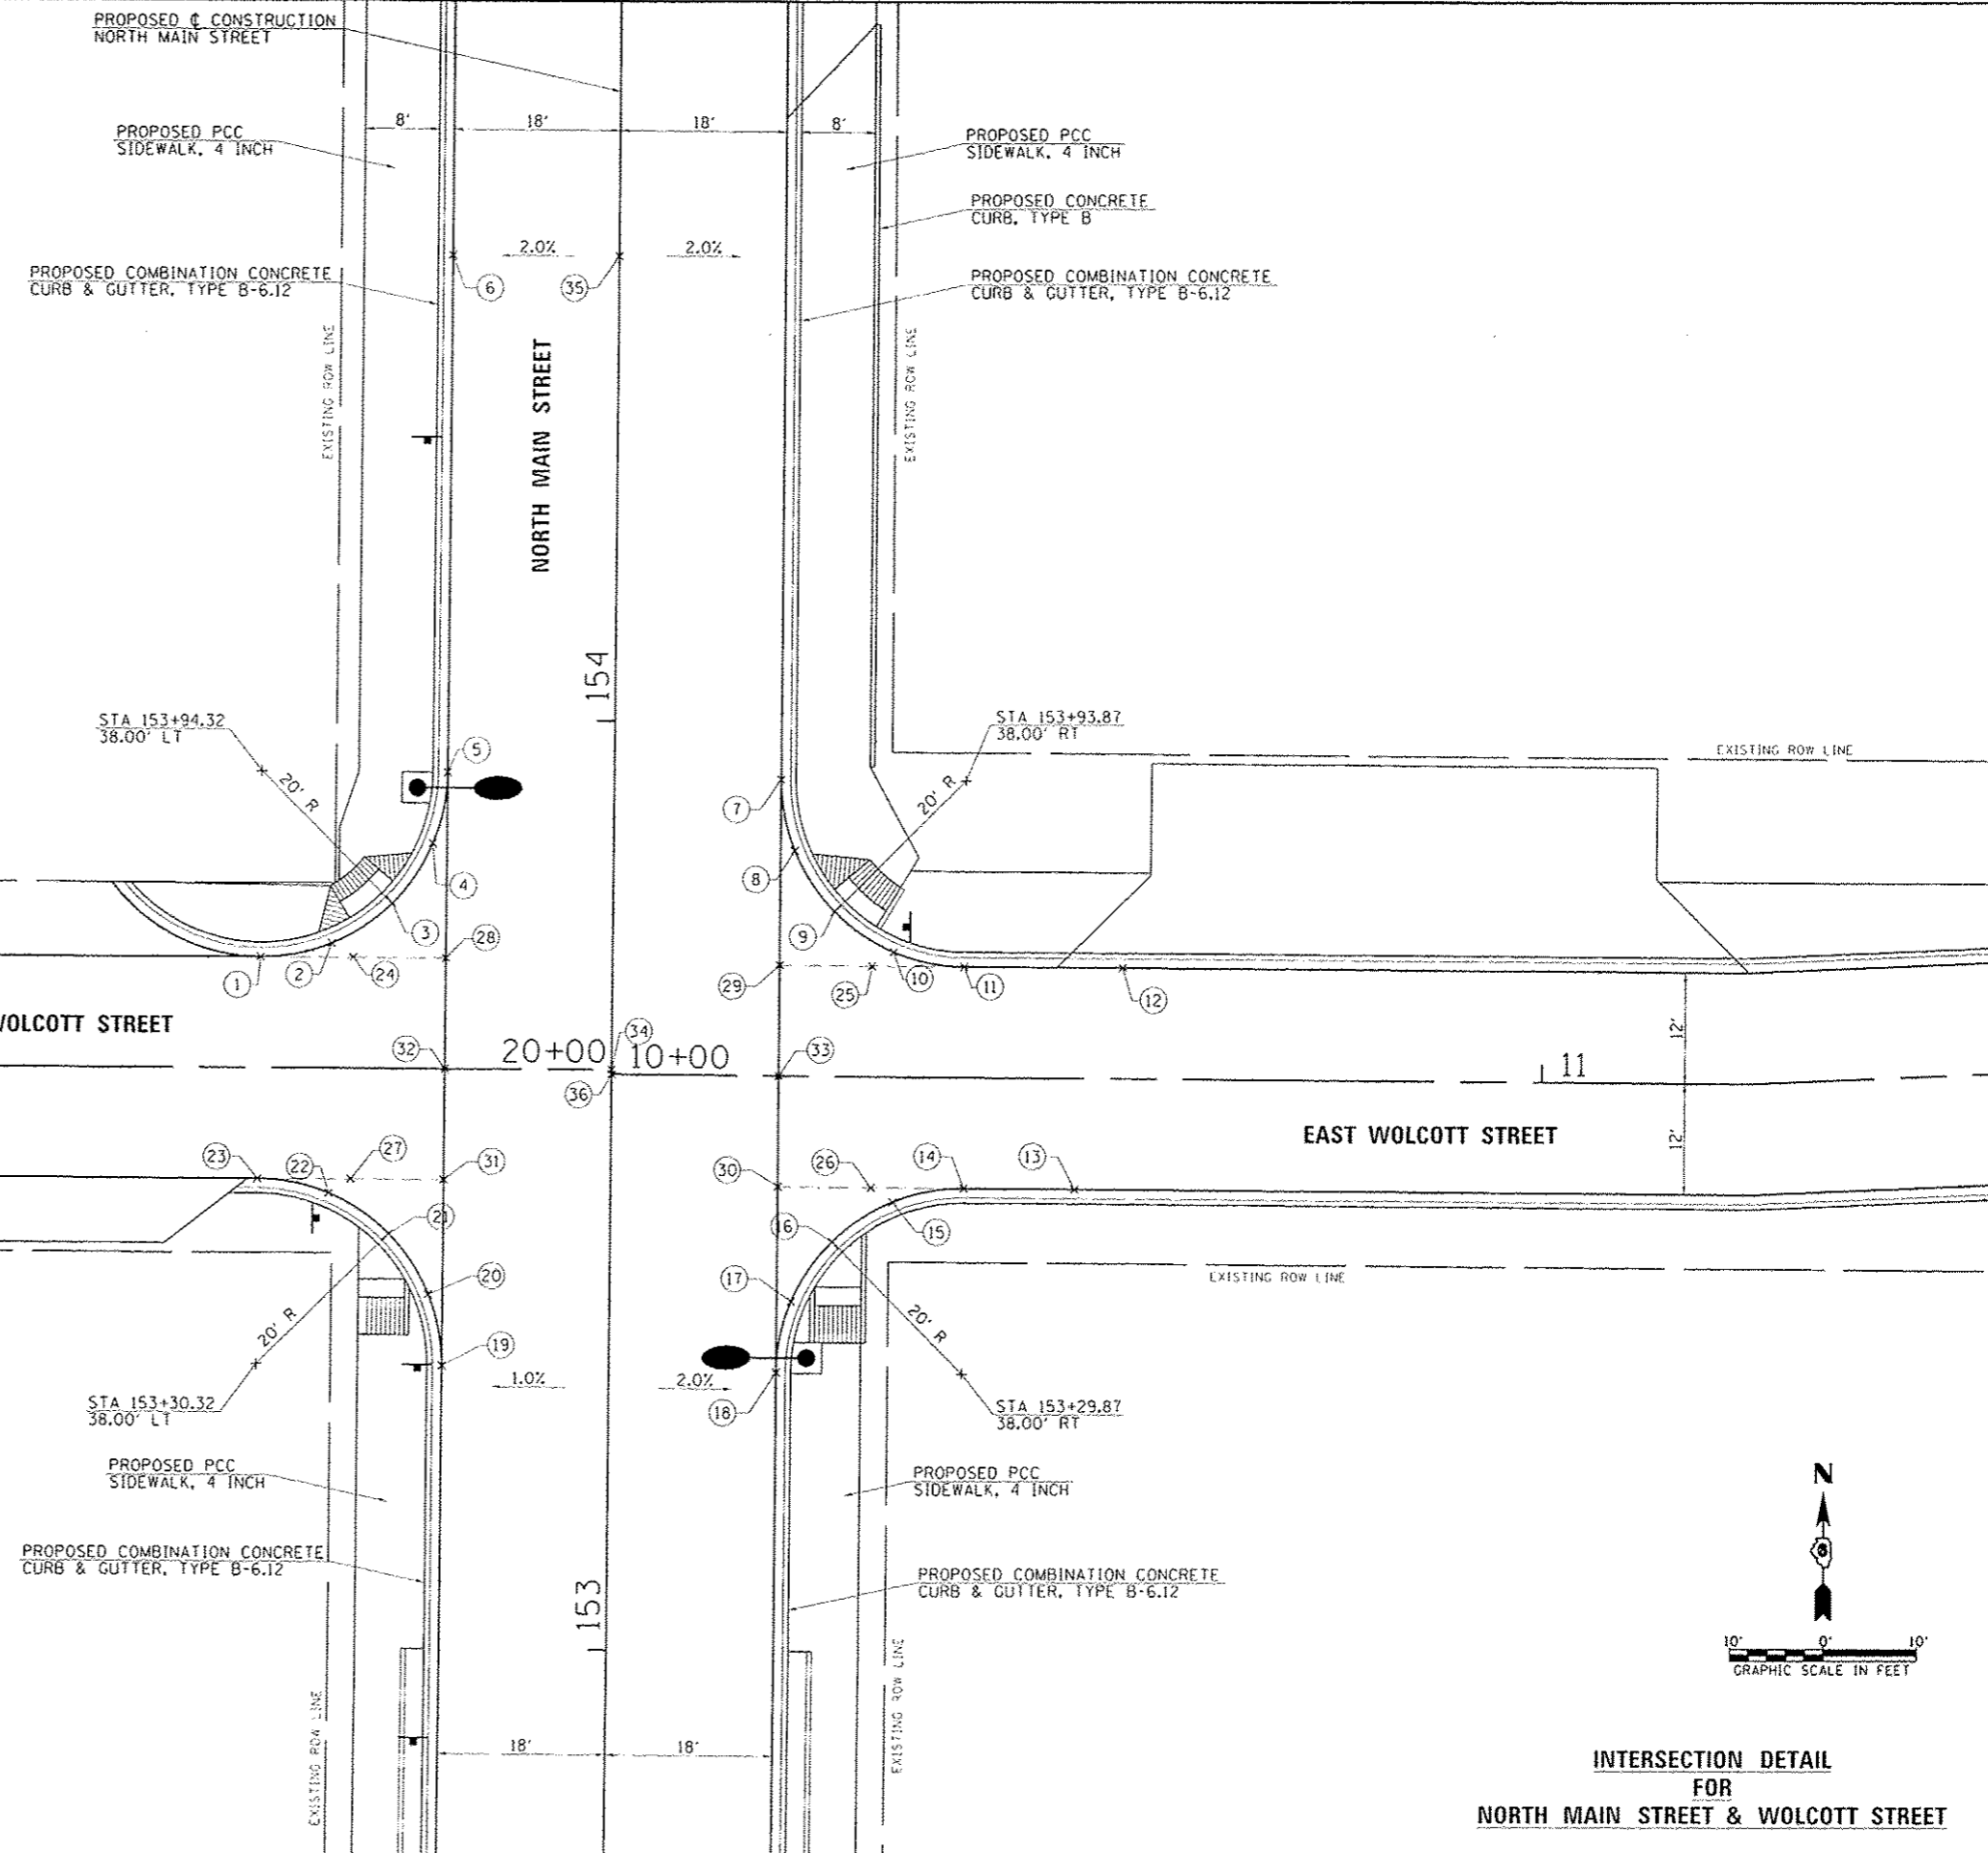 PROPOSED ℄ CONSTRUCTION
NORTH MAIN STREET
8'
18'
18'
8'
PROPOSED PCC
SIDEWALK, 4 INCH
PROPOSED PCC
SIDEWALK, 4 INCH
PROPOSED CONCRETE
CURB, TYPE B
2.0%
2.0%
PROPOSED COMBINATION CONCRETE
CURB & GUTTER, TYPE B-6.12
6
35
PROPOSED COMBINATION CONCRETE
CURB & GUTTER, TYPE B-6.12
EXISTING ROW LINE
NORTH MAIN STREET
EXISTING ROW LINE
154
STA 153+94.32
38.00' LT
STA 153+93.87
38.00' RT
5
EXISTING ROW LINE
20' R
20' R
7
4
8
3
9
28
1
2
24
29
25
10
11
12
WOLCOTT STREET
34
12'
32
20+00
10+00
33
11
36
EAST WOLCOTT STREET
12'
23
22
27
31
30
26
14
13
21
16
15
20
17
EXISTING ROW LINE
20' R
20' R
19
1.0%
2.0%
STA 153+30.32
38.00' LT
18
STA 153+29.87
38.00' RT
PROPOSED PCC
SIDEWALK, 4 INCH
PROPOSED PCC
SIDEWALK, 4 INCH
N
PROPOSED COMBINATION CONCRETE
CURB & GUTTER, TYPE B-6.12
153
PROPOSED COMBINATION CONCRETE
CURB & GUTTER, TYPE B-6.12
10'
0'
10'
GRAPHIC SCALE IN FEET
EXISTING ROW LINE
EXISTING ROW LINE
18'
18'
INTERSECTION DETAIL
FOR
NORTH MAIN STREET & WOLCOTT STREET